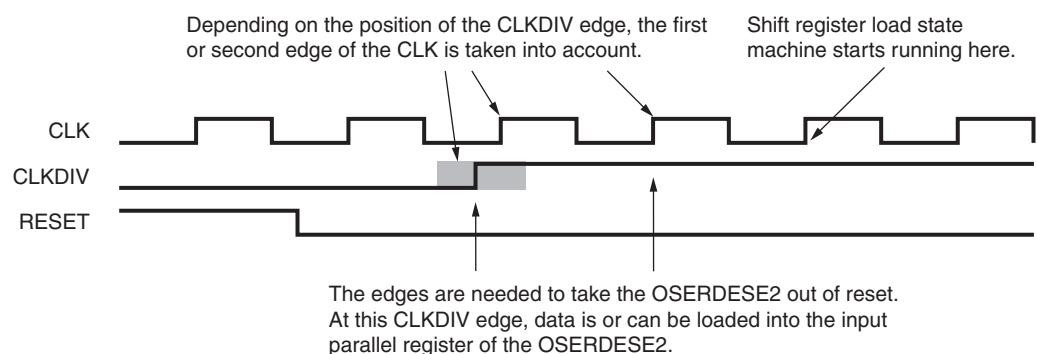 Depending on the position of the CLKDIV edge, the first
or second edge of the CLK is taken into account.
Shift register load state
machine starts running here.
CLK
CLKDIV
RESET
The edges are needed to take the OSERDESE2 out of reset.
At this CLKDIV edge, data is or can be loaded into the input
parallel register of the OSERDESE2.